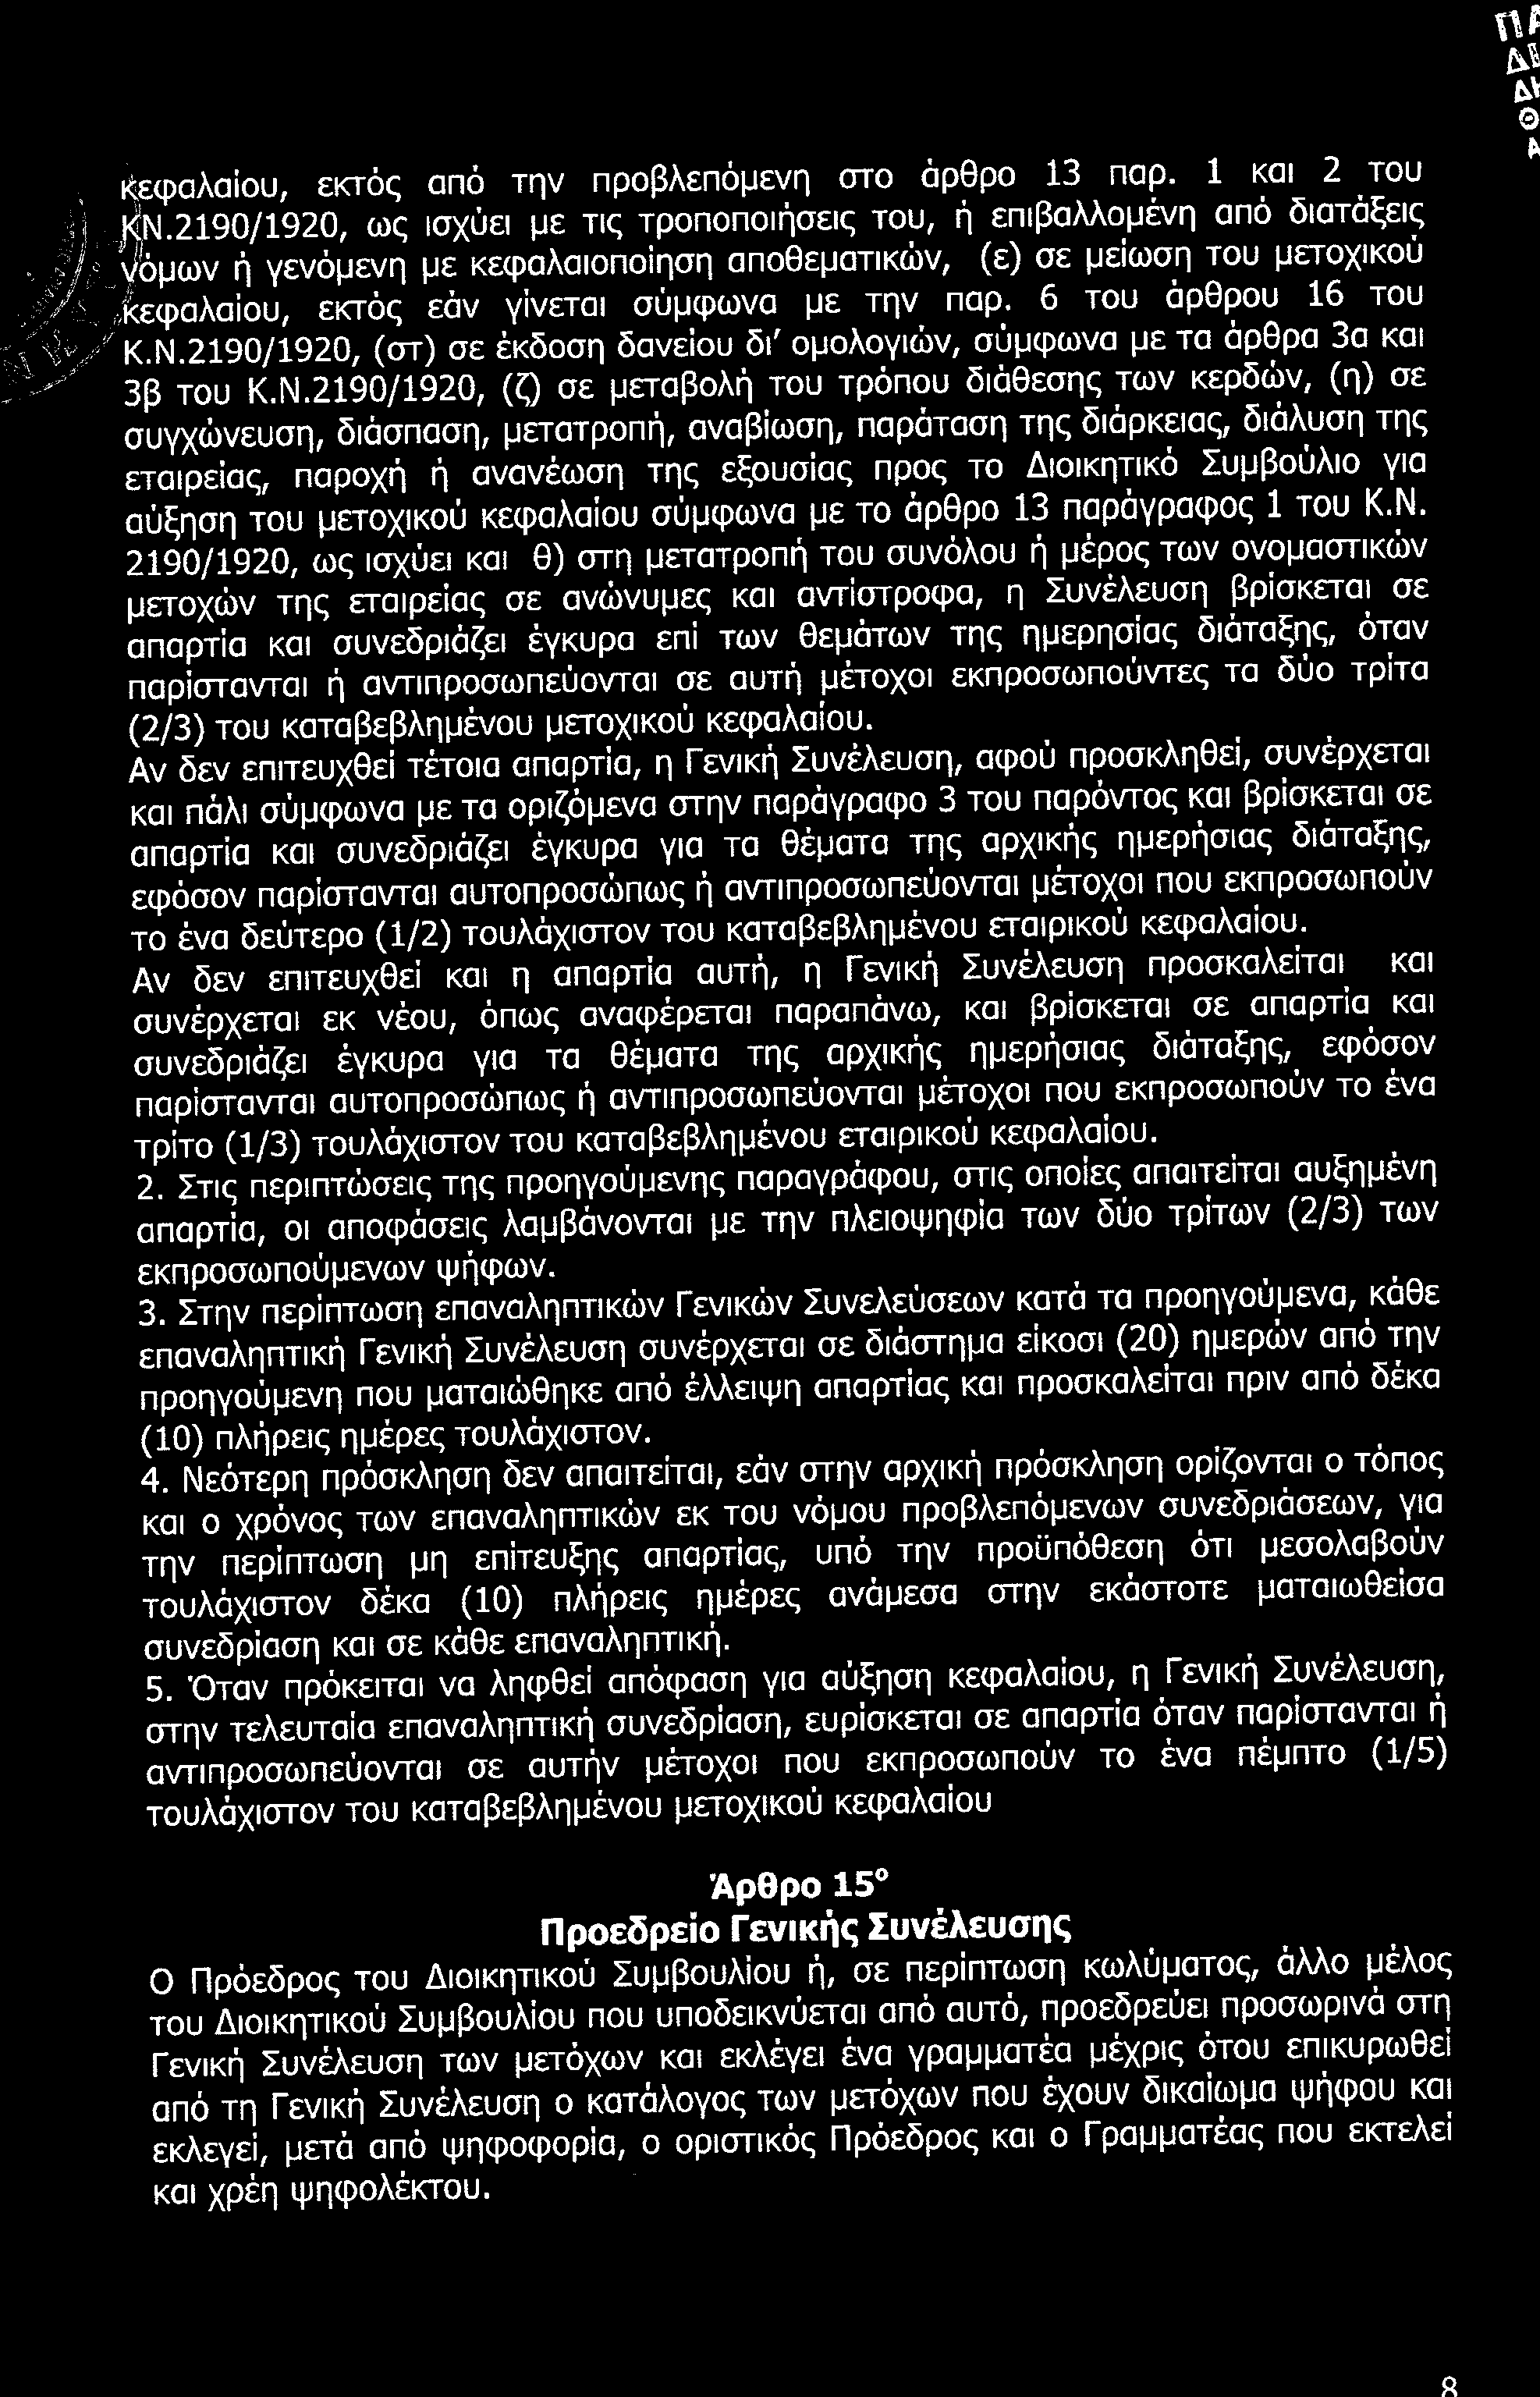 κεφαλαίου, εκτός από την προβλεπόμενη στο άρθρο 13 παρ. 1 και 2 του
ΚΝ.2190/1920, ως ισχύει με τις τροποποιήσεις του, ή επιβαλλομένη από διατάξεις
νόμων ή γενόμενη με κεφαλαιοποίηση αποθεματικών, (ε) σε μείωση του μετοχικού
κεφαλαίου, εκτός εάν γίνεται σύμφωνα με την παρ. 6 του άρθρου 16 του
Κ.Ν.2190/1920, (στ) σε έκδοση δανείου δι' ομολογιών, σύμφωνα με τα άρθρα 3α και
3β του Κ.Ν.2190/1920, (ζ) σε μεταβολή του τρόπου διάθεσης των κερδών, (η) σε
συγχώνευση, διάσπαση, μετατροπή, αναβίωση, παράταση της διάρκειας, διάλυση της
εταιρείας, παροχή ή ανανέωση της εξουσίας προς το Διοικητικό Συμβούλιο για
αύξηση του μετοχικού κεφαλαίου σύμφωνα με το άρθρο 13 παράγραφος 1 του Κ.Ν.
2190/1920, ως ισχύει και θ) στη μετατροπή του συνόλου ή μέρος των ονομαστικών
μετοχών της εταιρείας σε ανώνυμες και αντίστροφα, η Συνέλευση βρίσκεται σε
απαρτία και συνεδριάζει έγκυρα επί των θεμάτων της ημερησίας διάταξης, όταν
παρίστανται ή αντιπροσωπεύονται σε αυτή μέτοχοι εκπροσωπούντες τα δύο τρίτα
(2/3) του καταβεβλημένου μετοχικού κεφαλαίου.
Αν δεν επιτευχθεί τέτοια απαρτία, η Γενική Συνέλευση, αφού προσκληθεί, συνέρχεται
και πάλι σύμφωνα με τα οριζόμενα στην παράγραφο 3 του παρόντος και βρίσκεται σε
απαρτία και συνεδριάζει έγκυρα για τα θέματα της αρχικής ημερήσιας διάταξης,
εφόσον παρίστανται αυτοπροσώπως ή αντιπροσωπεύονται μέτοχοι που εκπροσωπούν
το ένα δεύτερο (1/2) τουλάχιστον του καταβεβλημένου εταιρικού κεφαλαίου.
Αν δεν επιτευχθεί και η απαρτία αυτή, η Γενική Συνέλευση προσκαλείται και
συνέρχεται εκ νέου, όπως αναφέρεται παραπάνω, και βρίσκεται σε απαρτία και
συνεδριάζει έγκυρα για τα θέματα της αρχικής ημερήσιας διάταξης, εφόσον
παρίστανται αυτοπροσώπως ή αντιπροσωπεύονται μέτοχοι που εκπροσωπούν το ένα
τρίτο (1/3) τουλάχιστον του καταβεβλημένου εταιρικού κεφαλαίου.
2. Στις περιπτώσεις της προηγούμενης παραγράφου, στις οποίες απαιτείται αυξημένη
απαρτία, οι αποφάσεις λαμβάνονται με την πλειοψηφία των δύο τρίτων (2/3) των
εκπροσωπούμενων ψήφων.
3. Στην περίπτωση επαναληπτικών Γενικών Συνελεύσεων κατά τα προηγούμενα, κάθε
επαναληπτική Γενική Συνέλευση συνέρχεται σε διάστημα είκοσι (20) ημερών από την
προηγούμενη που ματαιώθηκε από έλλειψη απαρτίας και προσκαλείται πριν από δέκα
(10) πλήρεις ημέρες τουλάχιστον.
4. Νεότερη πρόσκληση δεν απαιτείται, εάν στην αρχική πρόσκληση ορίζονται ο τόπος
και ο χρόνος των επαναληπτικών εκ του νόμου προβλεπόμενων συνεδριάσεων, για
την περίπτωση μη επίτευξης απαρτίας, υπό την προϋπόθεση ότι μεσολαβούν
τουλάχιστον δέκα (10) πλήρεις ημέρες ανάμεσα στην εκάστοτε ματαιωθείσα
συνεδρίαση και σε κάθε επαναληπτική.
5. Όταν πρόκειται να ληφθεί απόφαση για αύξηση κεφαλαίου, η Γενική Συνέλευση,
στην τελευταία επαναληπτική συνεδρίαση, ευρίσκεται σε απαρτία όταν παρίστανται ή
αντιπροσωπεύονται σε αυτήν μέτοχοι που εκπροσωπούν το ένα πέμπτο (1/5)
τουλάχιστον του καταβεβλημένου μετοχικού κεφαλαίου
Άρθρο 15°
Προεδρείο Γενικής Συνέλευσης
Ο Πρόεδρος του Διοικητικού Συμβουλίου ή, σε περίπτωση κωλύματος, άλλο μέλος
του Διοικητικού Συμβουλίου που υποδεικνύεται από αυτό, προεδρεύει προσωρινά στη
Γενική Συνέλευση των μετόχων και εκλέγει ένα γραμματέα μέχρις ότου επικυρωθεί
από τη Γενική Συνέλευση ο κατάλογος των μετόχων που έχουν δικαίωμα ψήφου και
εκλεγεί, μετά από ψηφοφορία, ο οριστικός Πρόεδρος και ο Γραμματέας που εκτελεί
και χρέη ψηφολέκτου.
8